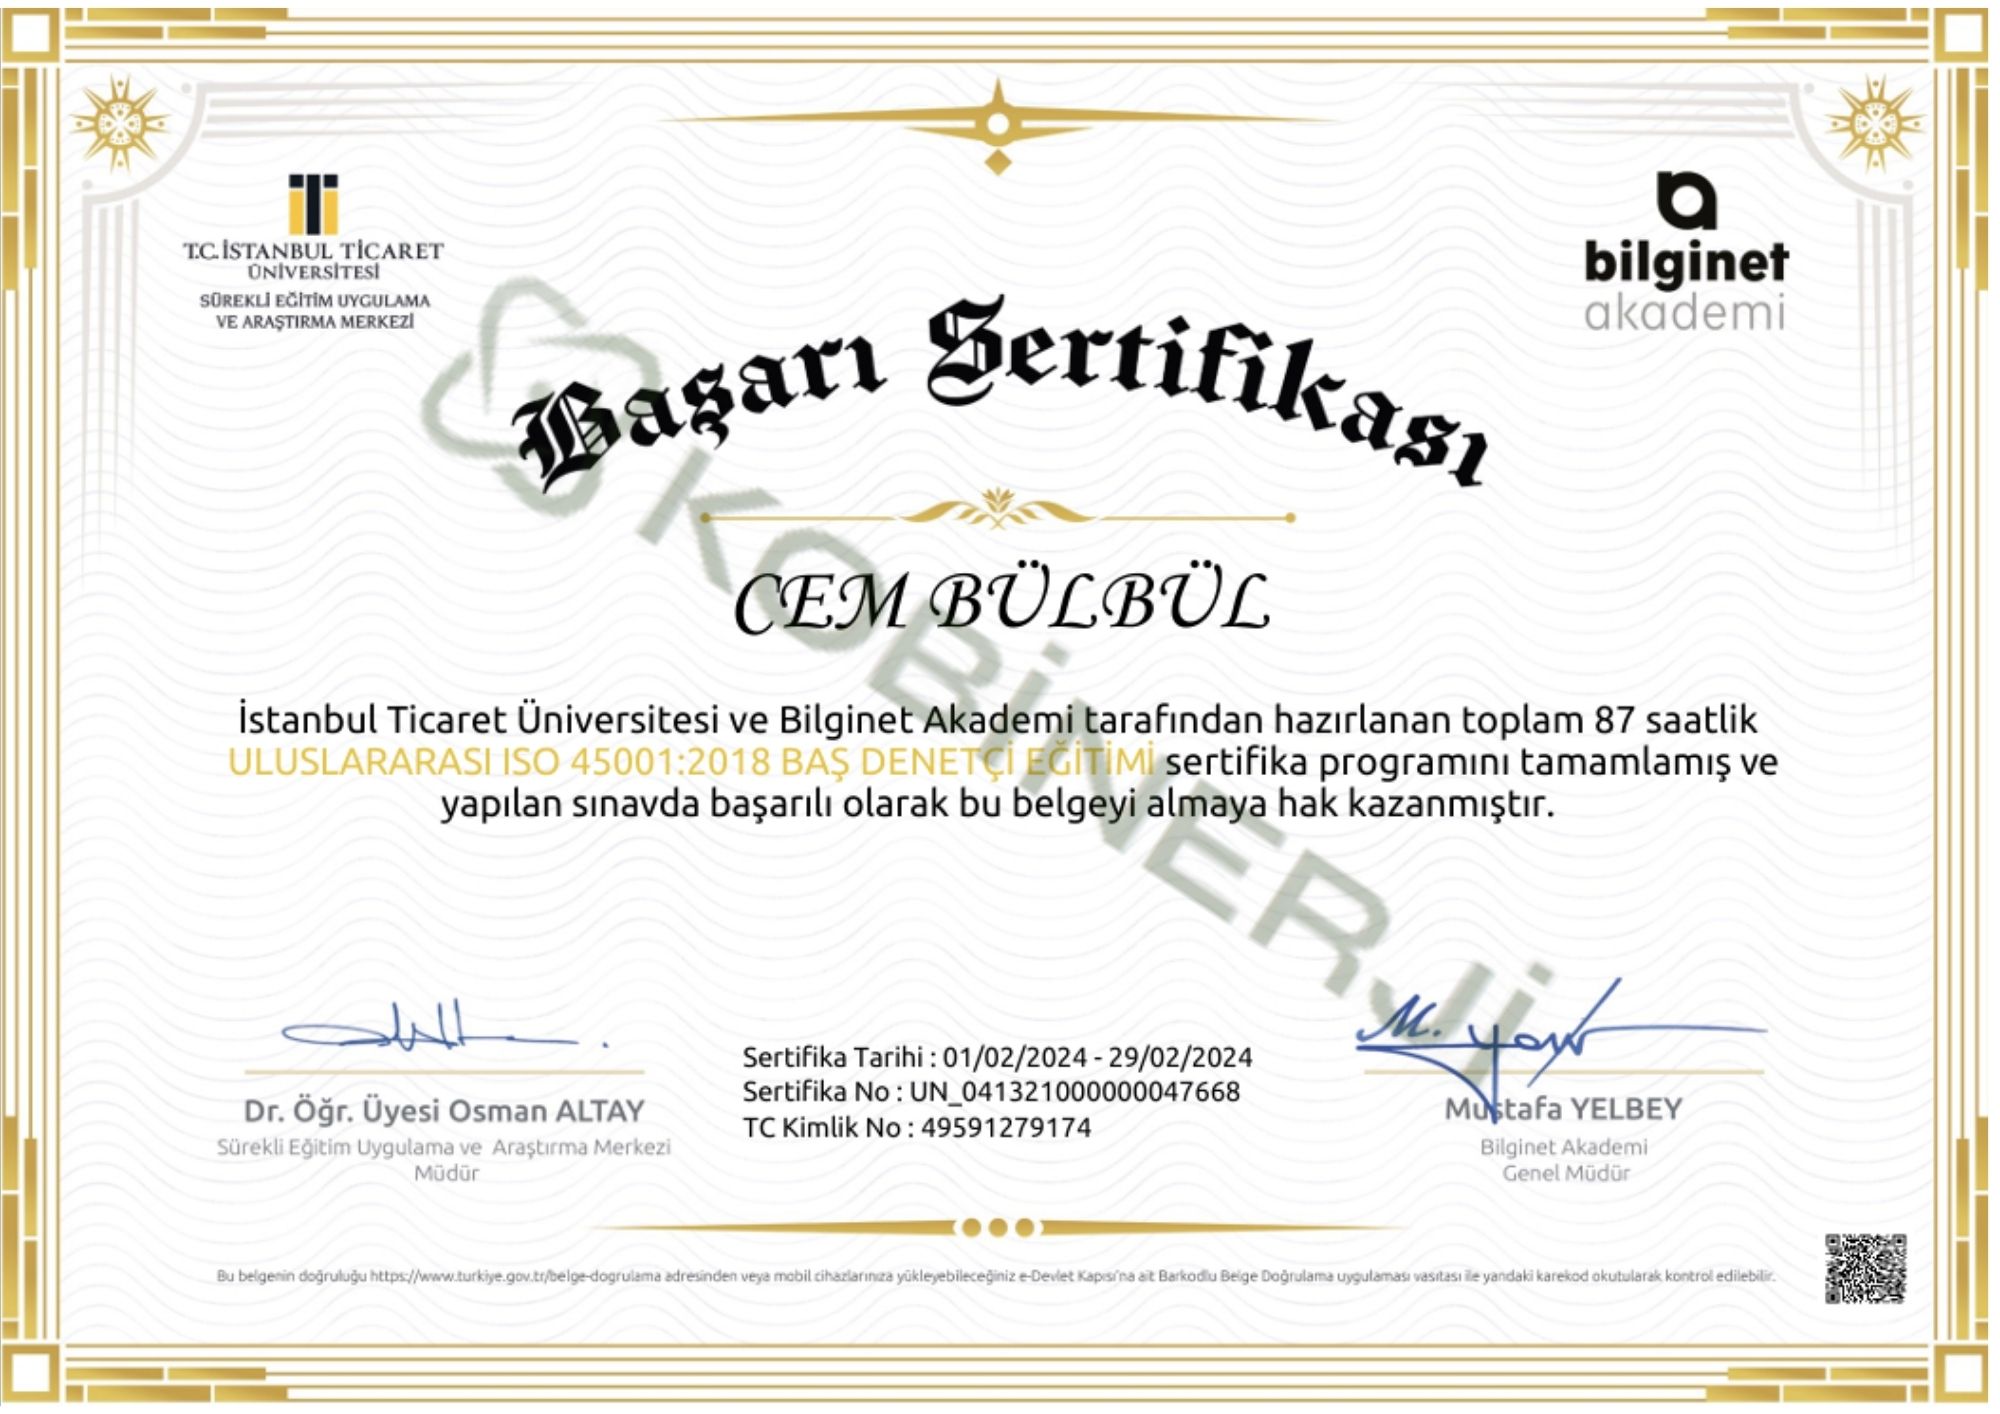 T.C. İSTANBUL TİCARET
ÜNİVERSİTESİ
SÜREKLİ EĞİTİM UYGULAMA
VE ARAŞTIRMA MERKEZİ
bilginet
akademi
Başarı Sertifikası
KOBİNERJİ
CEM BÜLBÜL
İstanbul Ticaret Üniversitesi ve Bilginet Akademi tarafından hazırlanan toplam 87 saatlik
ULUSLARARASI ISO 45001:2018 BAŞ DENETÇİ EĞİTİMİ sertifika programını tamamlamış ve
yapılan sınavda başarılı olarak bu belgeyi almaya hak kazanmıştır.
Dr. Öğr. Üyesi Osman ALTAY
Sürekli Eğitim Uygulama ve Araştırma Merkezi
Müdür
Sertifika Tarihi : 01/02/2024 - 29/02/2024
Sertifika No : UN_041321000000047668
TC Kimlik No : 49591279174
Mustafa YELBEY
Bilginet Akademi
Genel Müdür
Bu belgenin doğruluğu https://www.turkiye.gov.tr/belge-dogrulama adresinden veya mobil cihazlarınıza yükleyebileceğiniz e-Devlet Kapısı'na ait Barkodlu Belge Doğrulama uygulaması vasıtası ile yandaki karekod okutularak kontrol edilebilir.